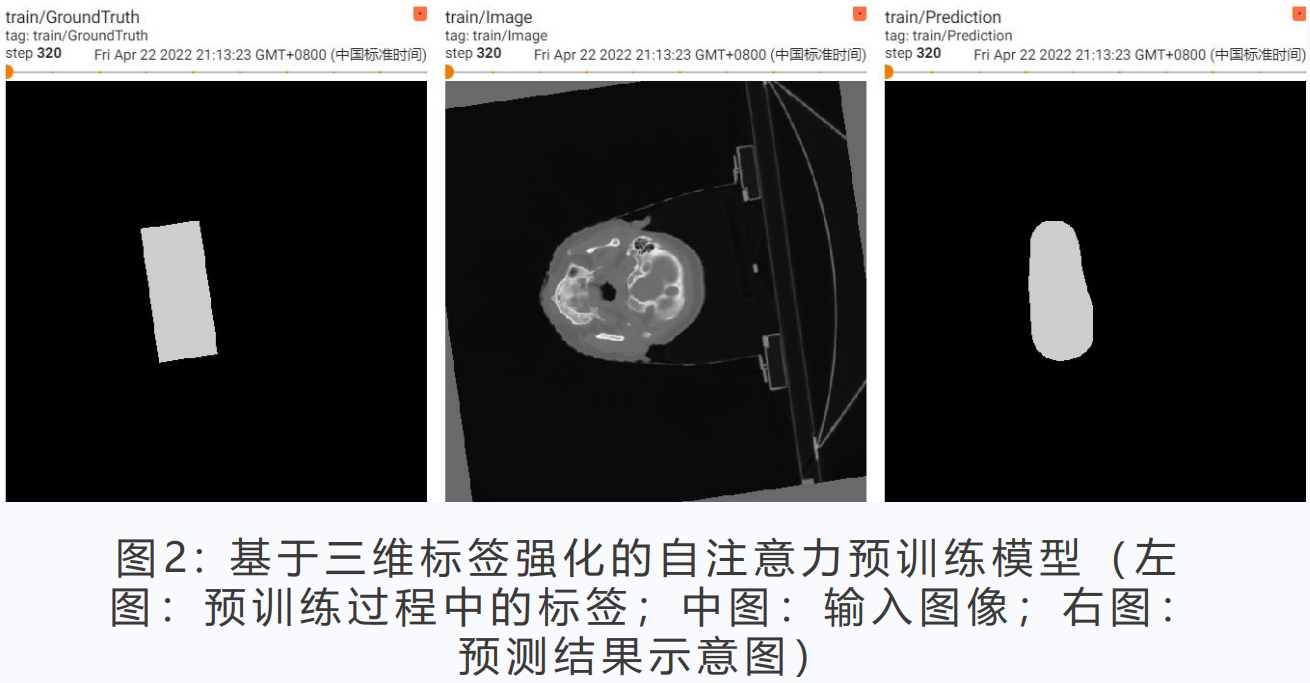 train/GroundTruth
tag: train/GroundTruth
step 320 Fri Apr 22 2022 21:13:23 GMT+0800 (中国标准时间)
train/Image
tag: train/Image
step 320 Fri Apr 22 2022 21:13:23 GMT+0800 (中国标准时间)
train/Prediction
tag: train/Prediction
step 320 Fri Apr 22 2022 21:13:23 GMT+0800 (中国标准时间)
图2：基于三维标签强化的自注意力预训练模型（左
图：预训练过程中的标签；中图：输入图像；右图：
预测结果示意图）